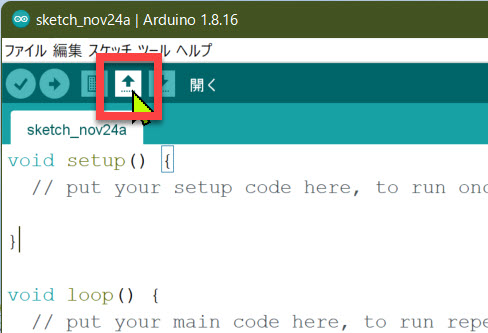 sketch_nov24a | Arduino 1.8.16
ファイル 編集 スケッチ ツール ヘルプ
開く
sketch_nov24a
void setup() {
// put your setup code here, to run onc
}
void loop() {
// put your main code here, to run repe